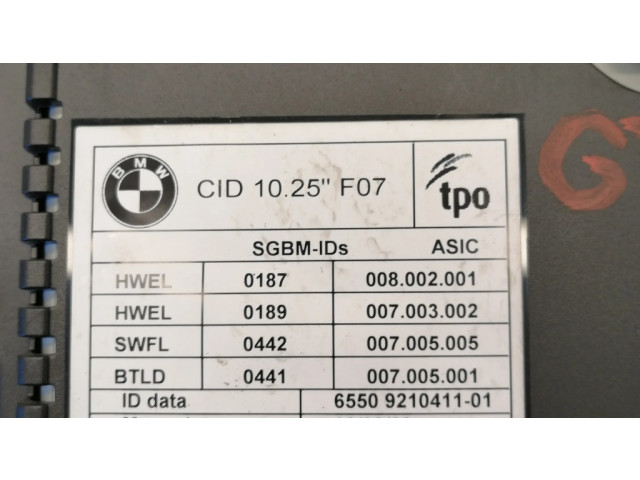 BMW
CID 10.25" F07
tpo
SGBM-IDs ASIC
HWEL 0187 008.002.001
HWEL 0189 007.003.002
SWFL 0442 007.005.005
BTLD 0441 007.005.001
ID data 6550 9210411-01